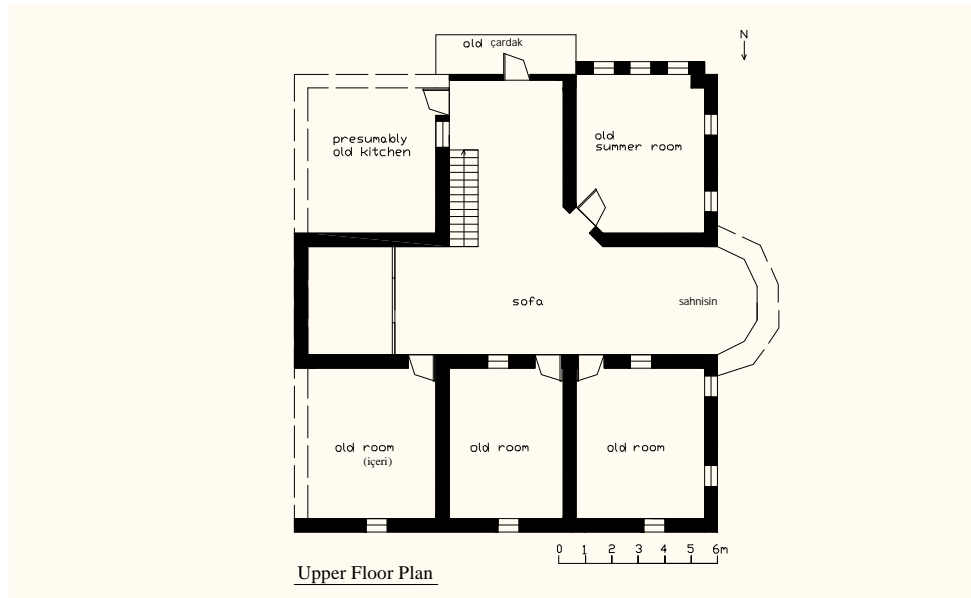 N
old çardak
presumably
old kitchen
old
summer room
sofa
sahnisin
old room
(içeri)
old room
old room
0 1 2 3 4 5 6m
Upper Floor Plan